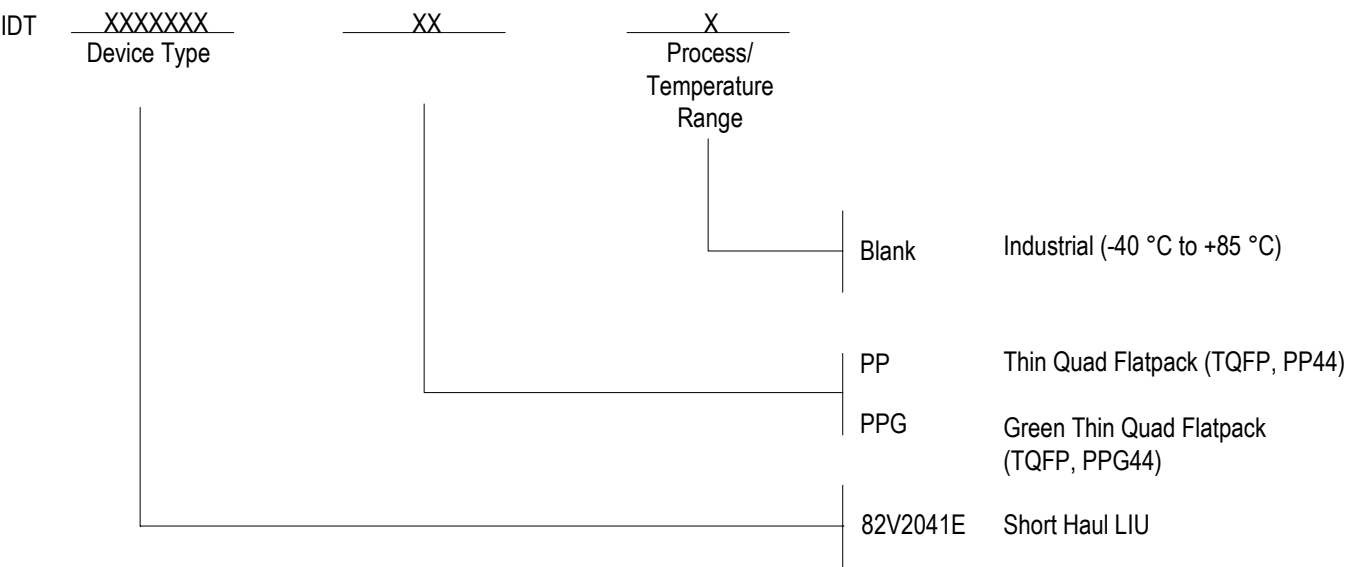 IDT XXXXXXX XX X
Device Type
Process/
Temperature
Range
Blank Industrial (-40 °C to +85 °C)
PP Thin Quad Flatpack (TQFP, PP44)
PPG Green Thin Quad Flatpack
(TQFP, PPG44)
82V2041E Short Haul LIU